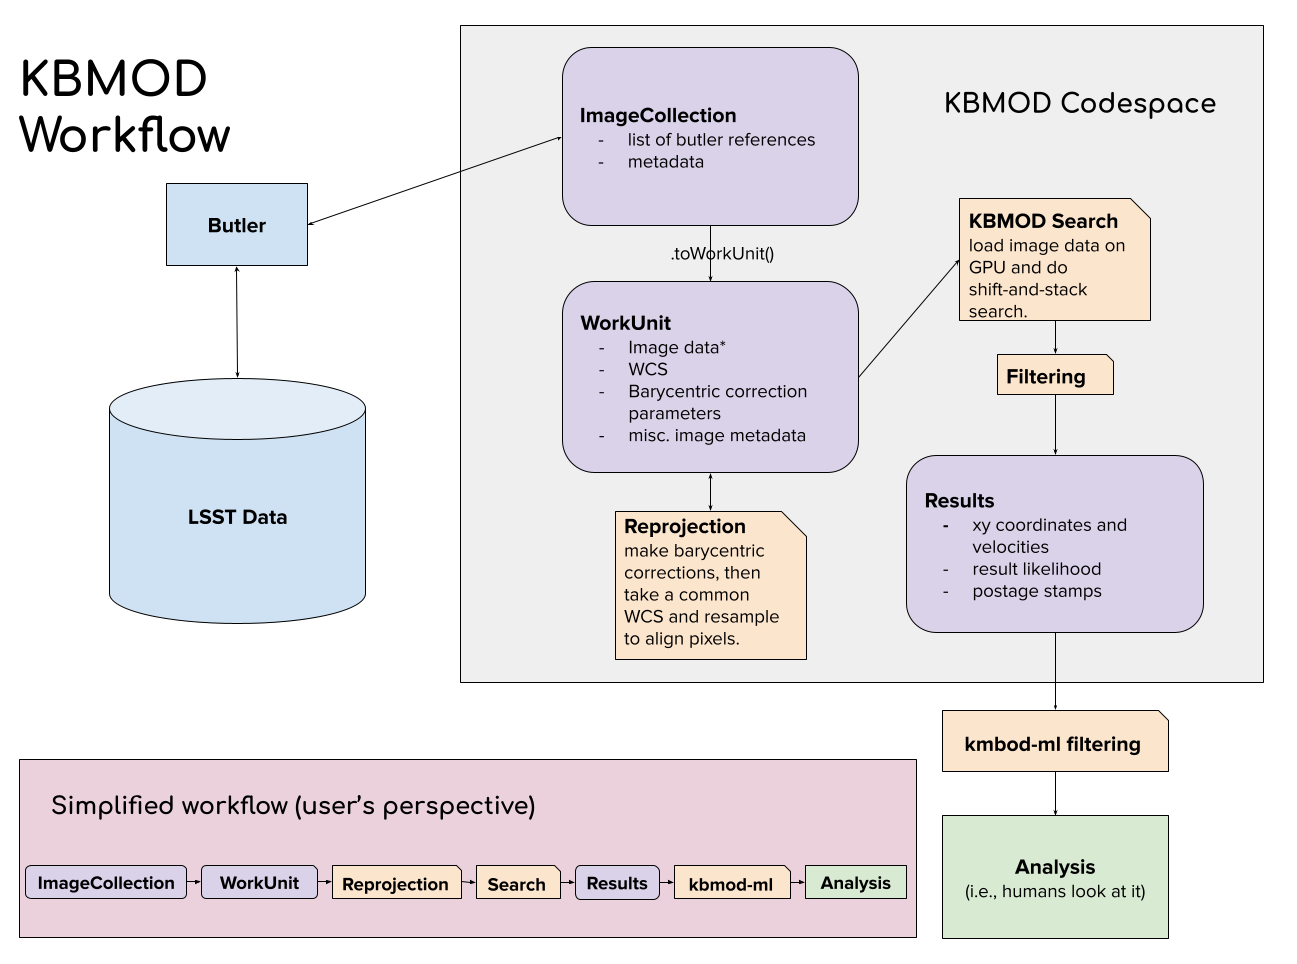 KBMOD
Workflow
KBMOD Codespace
ImageCollection
- list of butler references
- metadata
Butler
.toWorkUnit()
KBMOD Search
load image data on
GPU and do
shift-and-stack
search.
WorkUnit
- Image data*
- WCS
- Barycentric correction
parameters
- misc. image metadata
Filtering
LSST Data
Results
- xy coordinates and
velocities
- result likelihood
- postage stamps
Reprojection
make barycentric
corrections, then
take a common
WCS and resample
to align pixels.
kmbod-ml filtering
Analysis
(i.e., humans look at it)
Simplified workflow (user's perspective)
ImageCollection
WorkUnit
Reprojection
Search
Results
kbmod-ml
Analysis